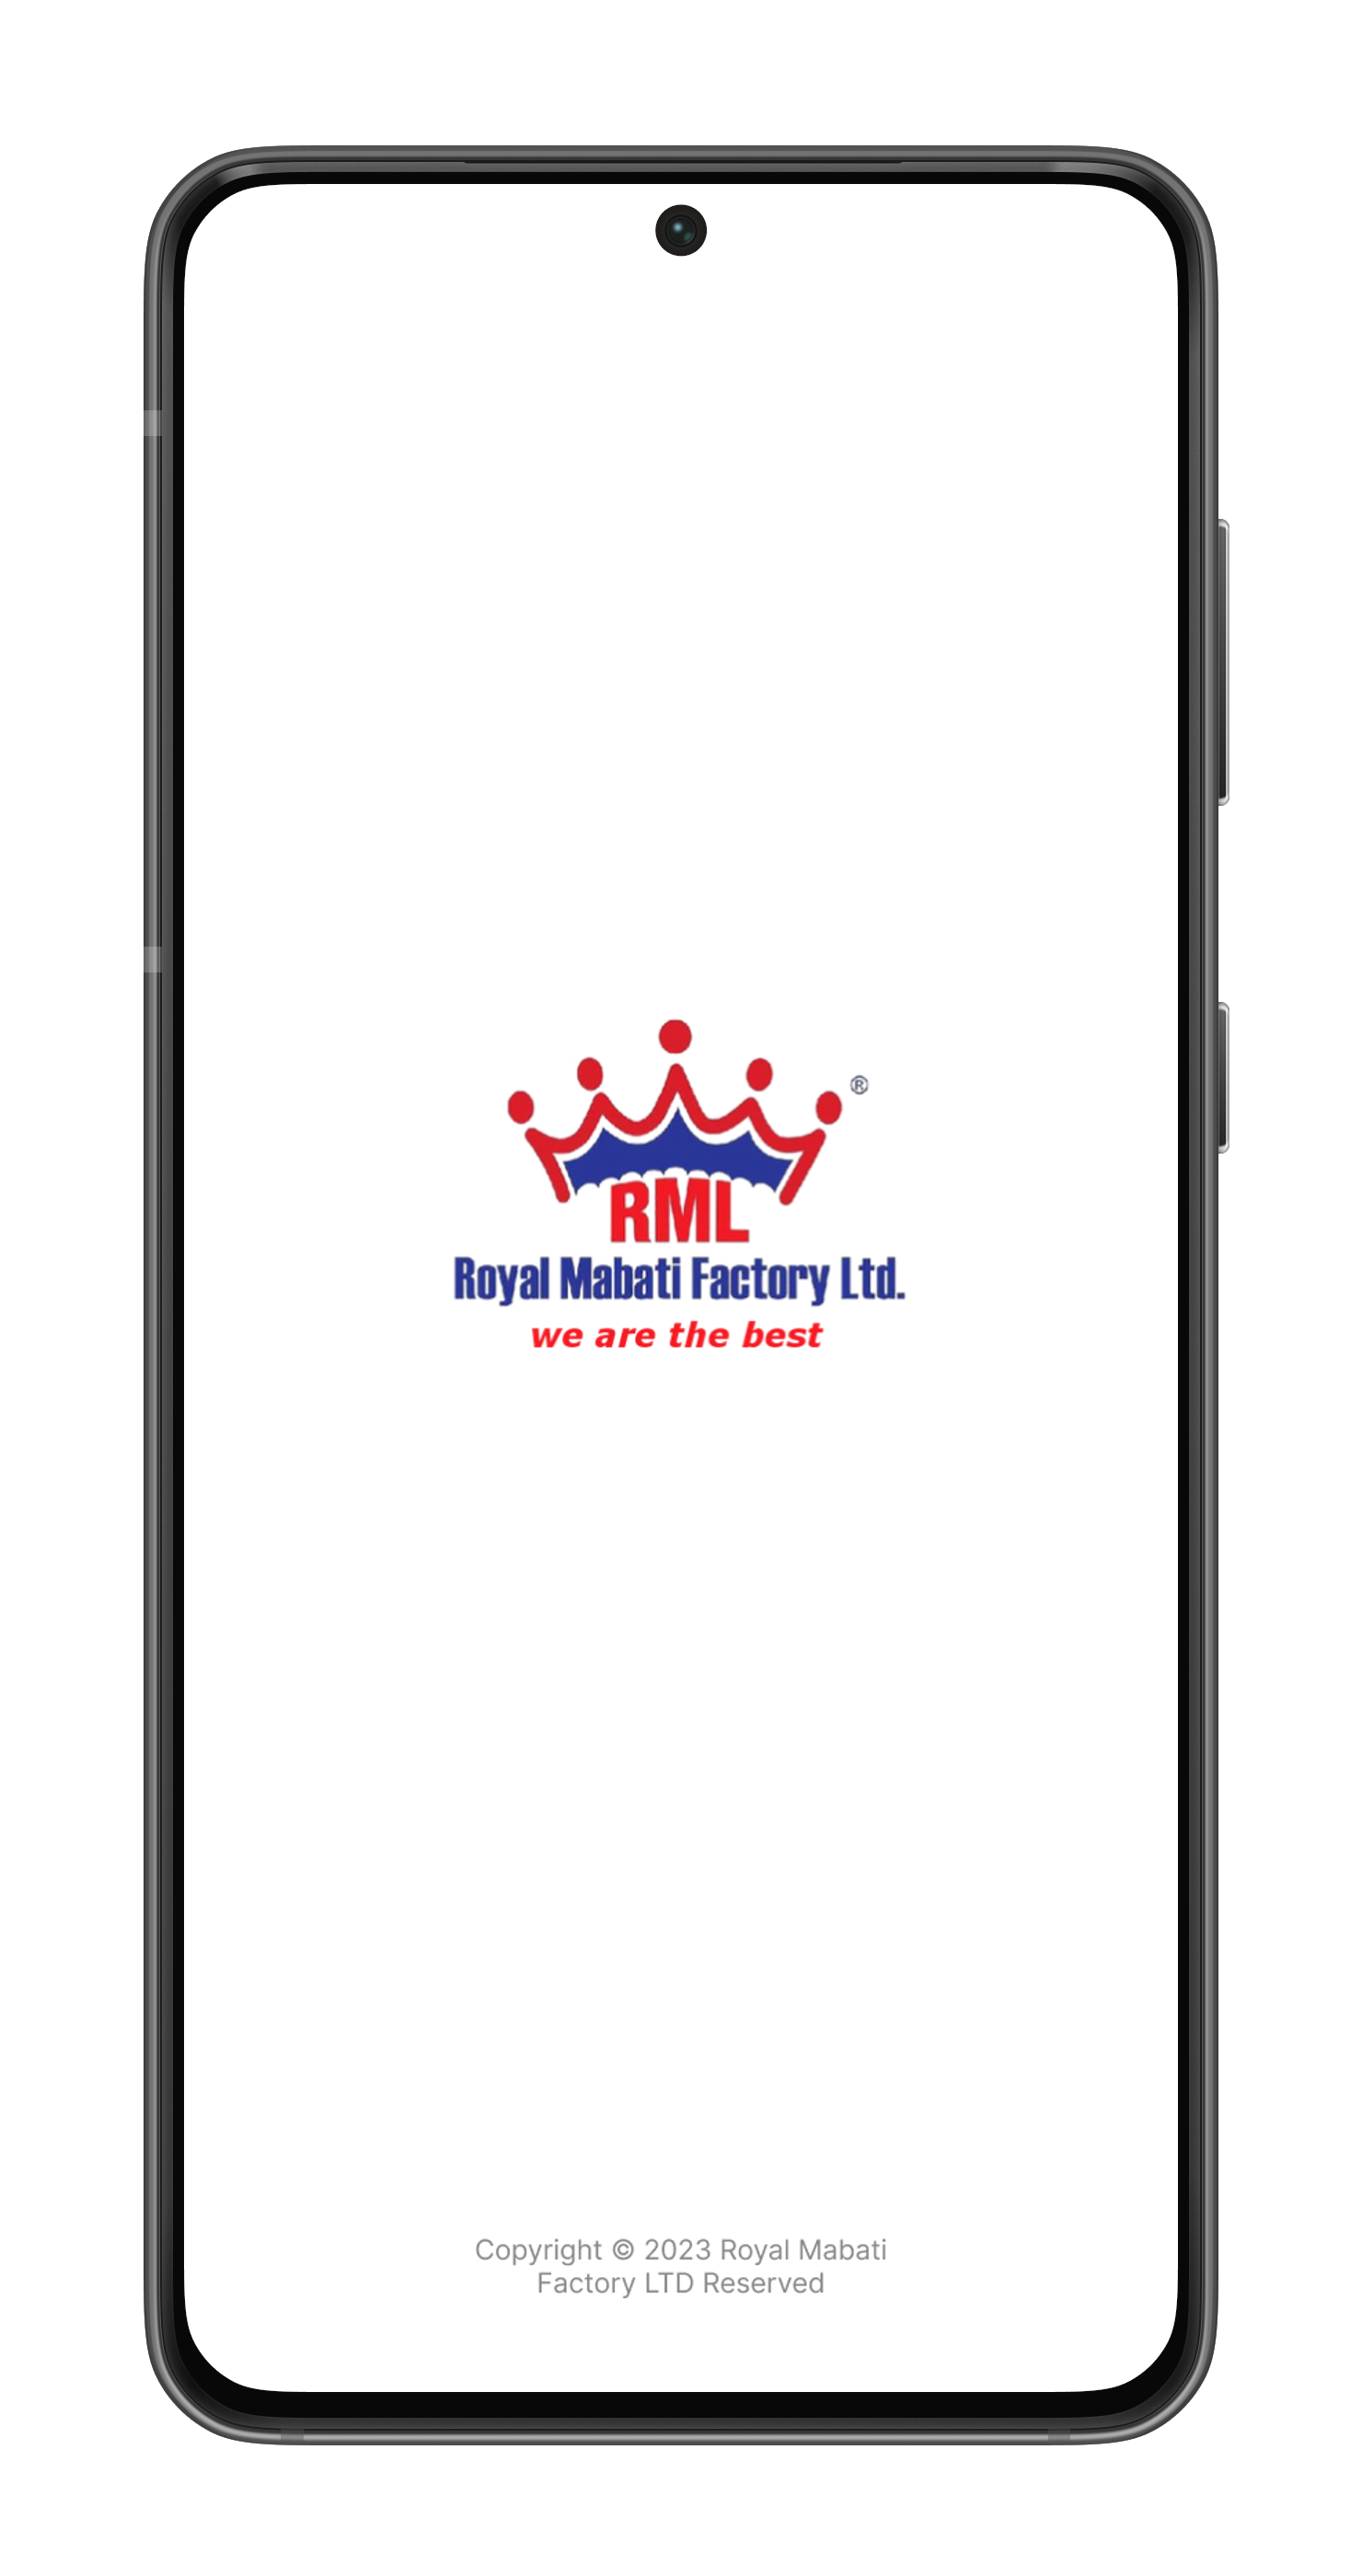 ®
RML
Royal Mabati Factory Ltd.
we are the best
Copyright © 2023 Royal Mabati
Factory LTD Reserved